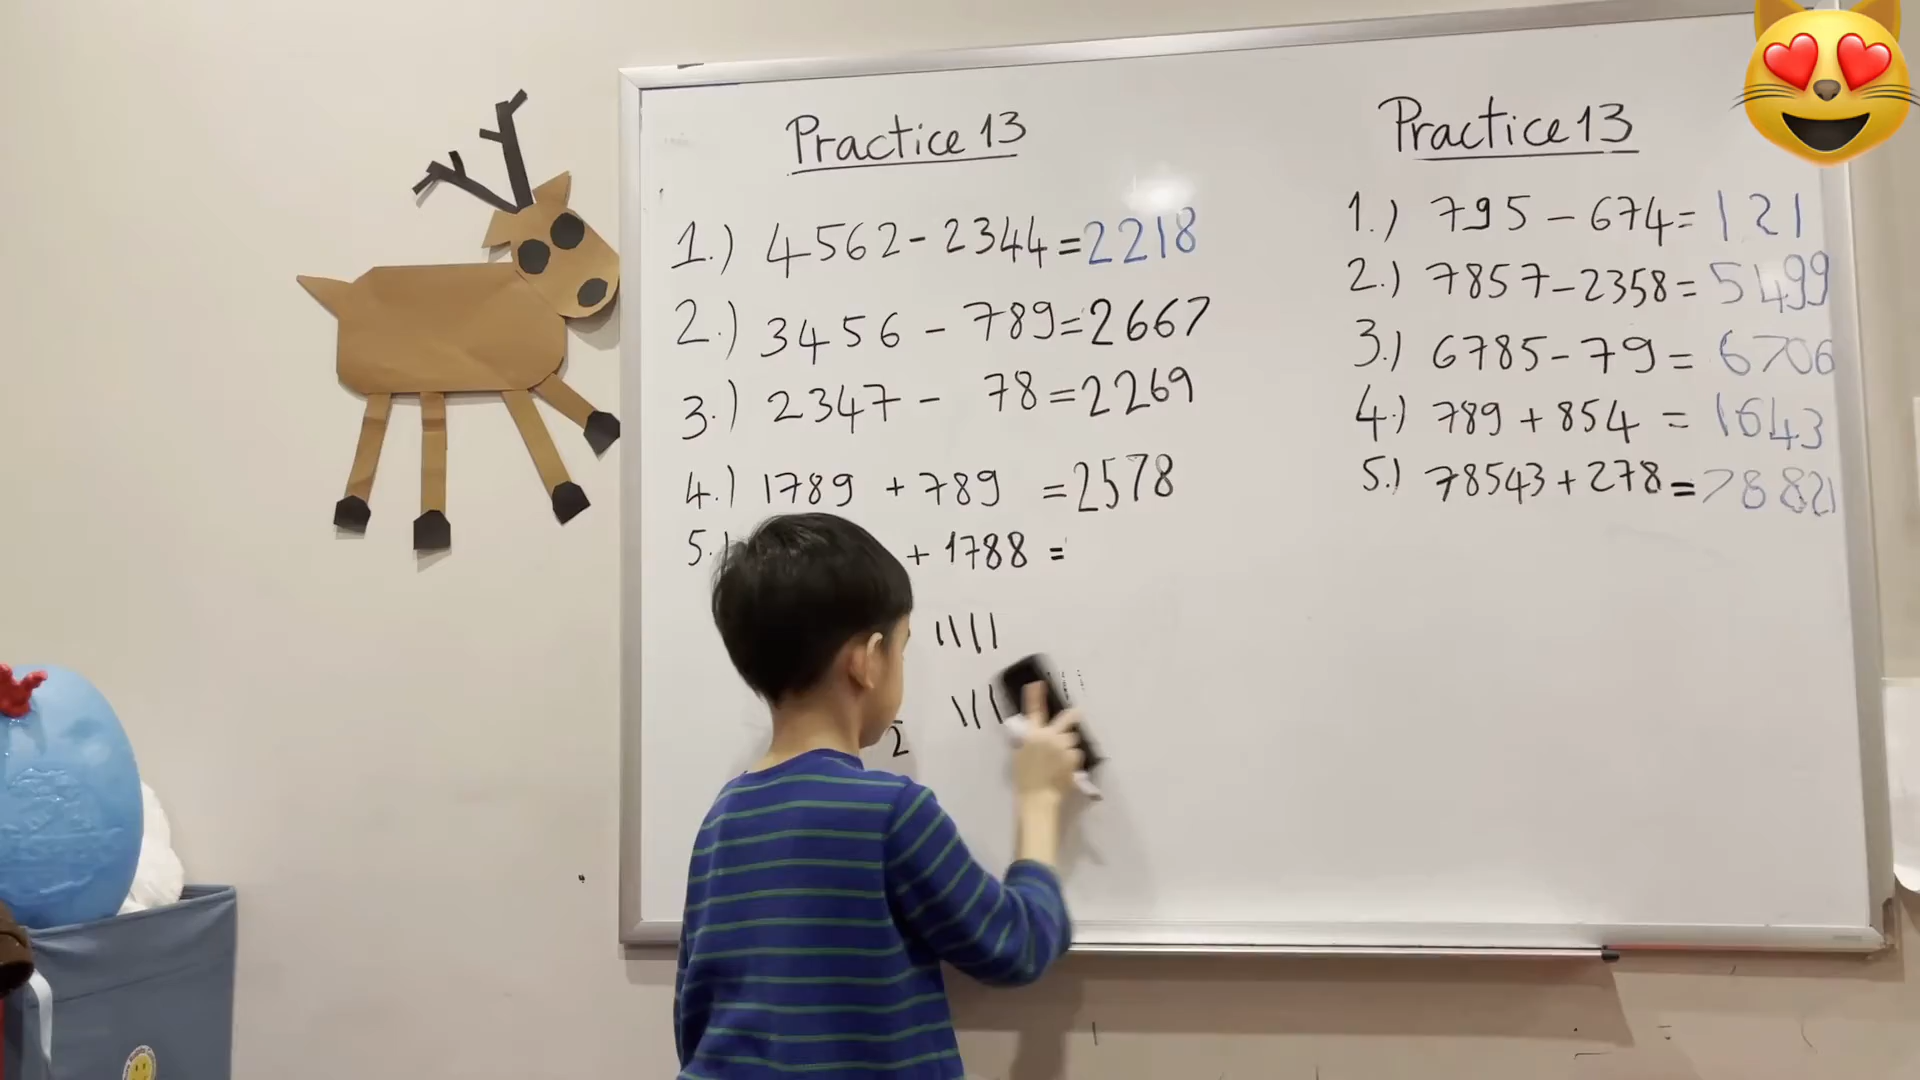 Practice 13
1.) 4562 - 2344 = 2218
2.) 3456 - 789 = 2667
3.) 2347 - 78 = 2269
4.) 1789 + 789 = 2578
5.) + 1788 =
2
Practice 13
1.) 795 - 674 = 121
2.) 7857 - 2358 = 5499
3.) 6785 - 79 = 6706
4.) 789 + 854 = 1643
5.) 78543 + 278 = 78821